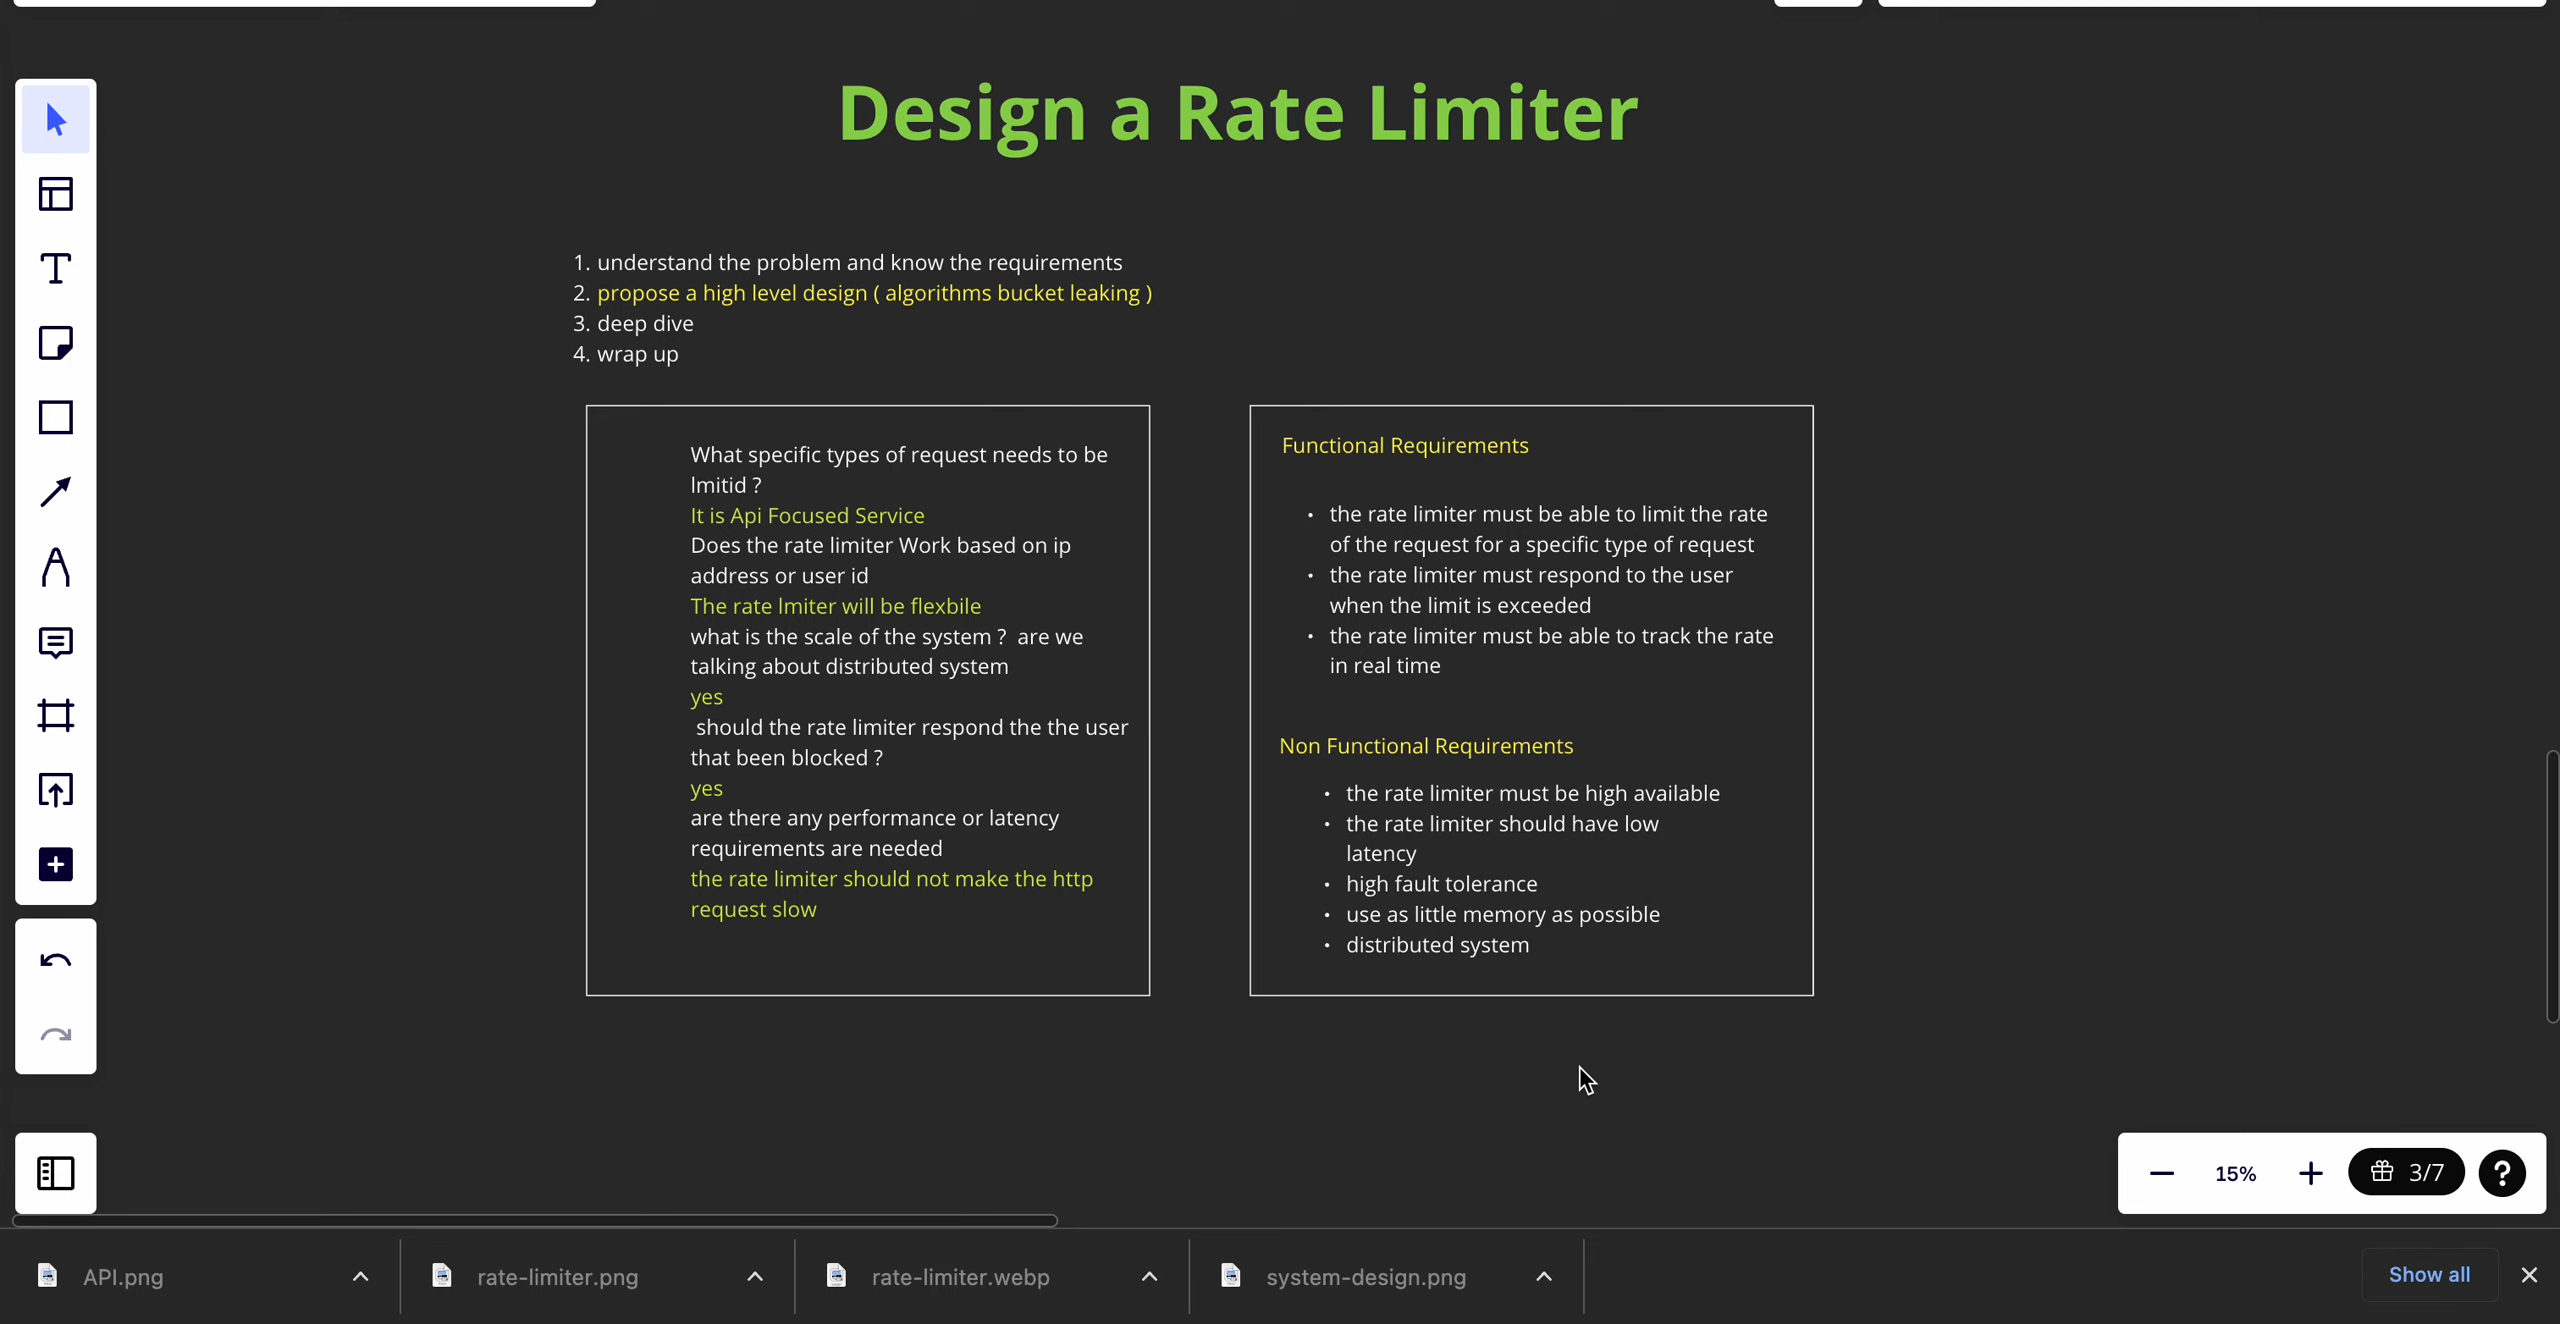 Design a Rate Limiter
1. understand the problem and know the requirements
2. propose a high level design ( algorithms bucket leaking )
3. deep dive
4. wrap up
What specific types of request needs to be
lmitid ?
It is Api Focused Service
Does the rate limiter Work based on ip
address or user id
The rate lmiter will be flexbile
what is the scale of the system ?  are we
talking about distributed system
yes
should the rate limiter respond the the user
that been blocked ?
yes
are there any performance or latency
requirements are needed
the rate limiter should not make the http
request slow
Functional Requirements
• the rate limiter must be able to limit the rate
of the request for a specific type of request
• the rate limiter must respond to the user
when the limit is exceeded
• the rate limiter must be able to track the rate
in real time
Non Functional Requirements
• the rate limiter must be high available
• the rate limiter should have low
latency
• high fault tolerance
• use as little memory as possible
• distributed system
15%
3/7
?
API.png
rate-limiter.png
rate-limiter.webp
system-design.png
Show all